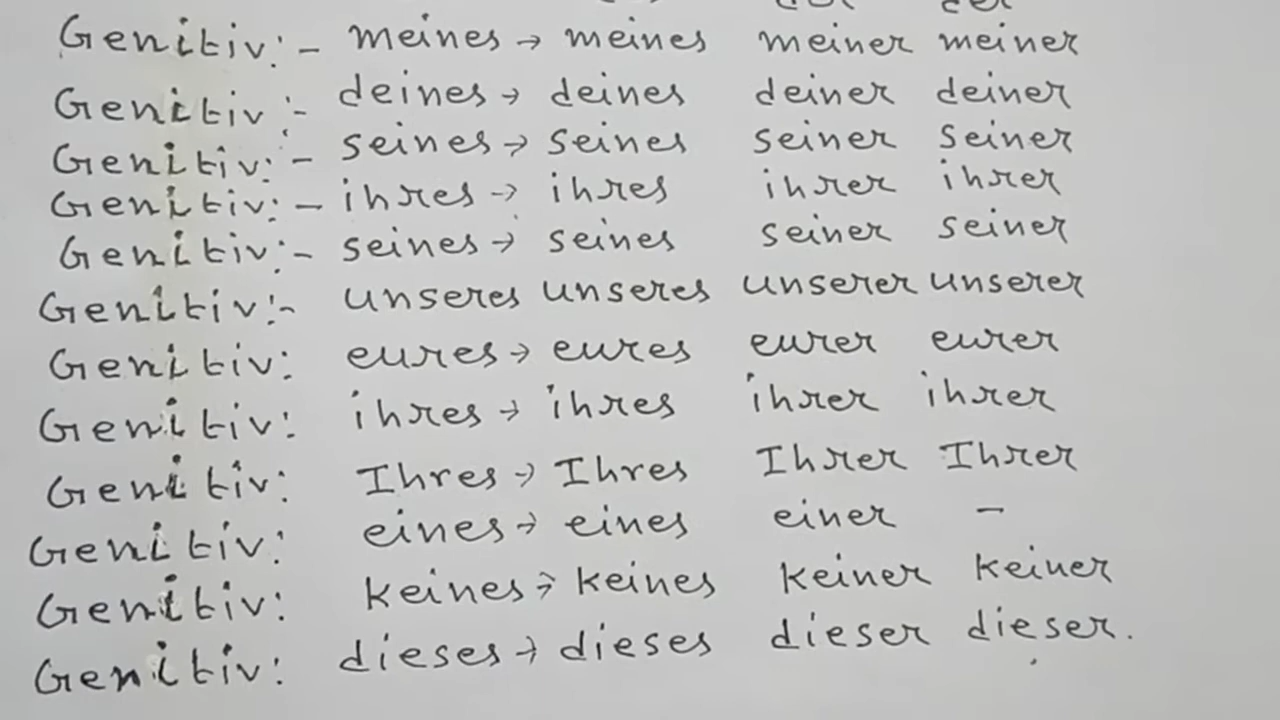 Genitiv:- meines → meines meiner meiner
Genitiv:- deines → deines deiner deiner
Genitiv:- seines → seines seiner seiner
Genitiv:- ihres → ihres ihrer ihrer
Genitiv:- seines → seines seiner seiner
Genitiv:- unseres unseres unserer unserer
Genitiv: eures → eures eurer eurer
Genitiv: ihres → ihres ihrer ihrer
Genitiv: Ihres → Ihres Ihrer Ihrer
Genitiv: eines → eines einer -
Genitiv: keines → keines keiner keiner
Genitiv: dieses → dieses dieser dieser.